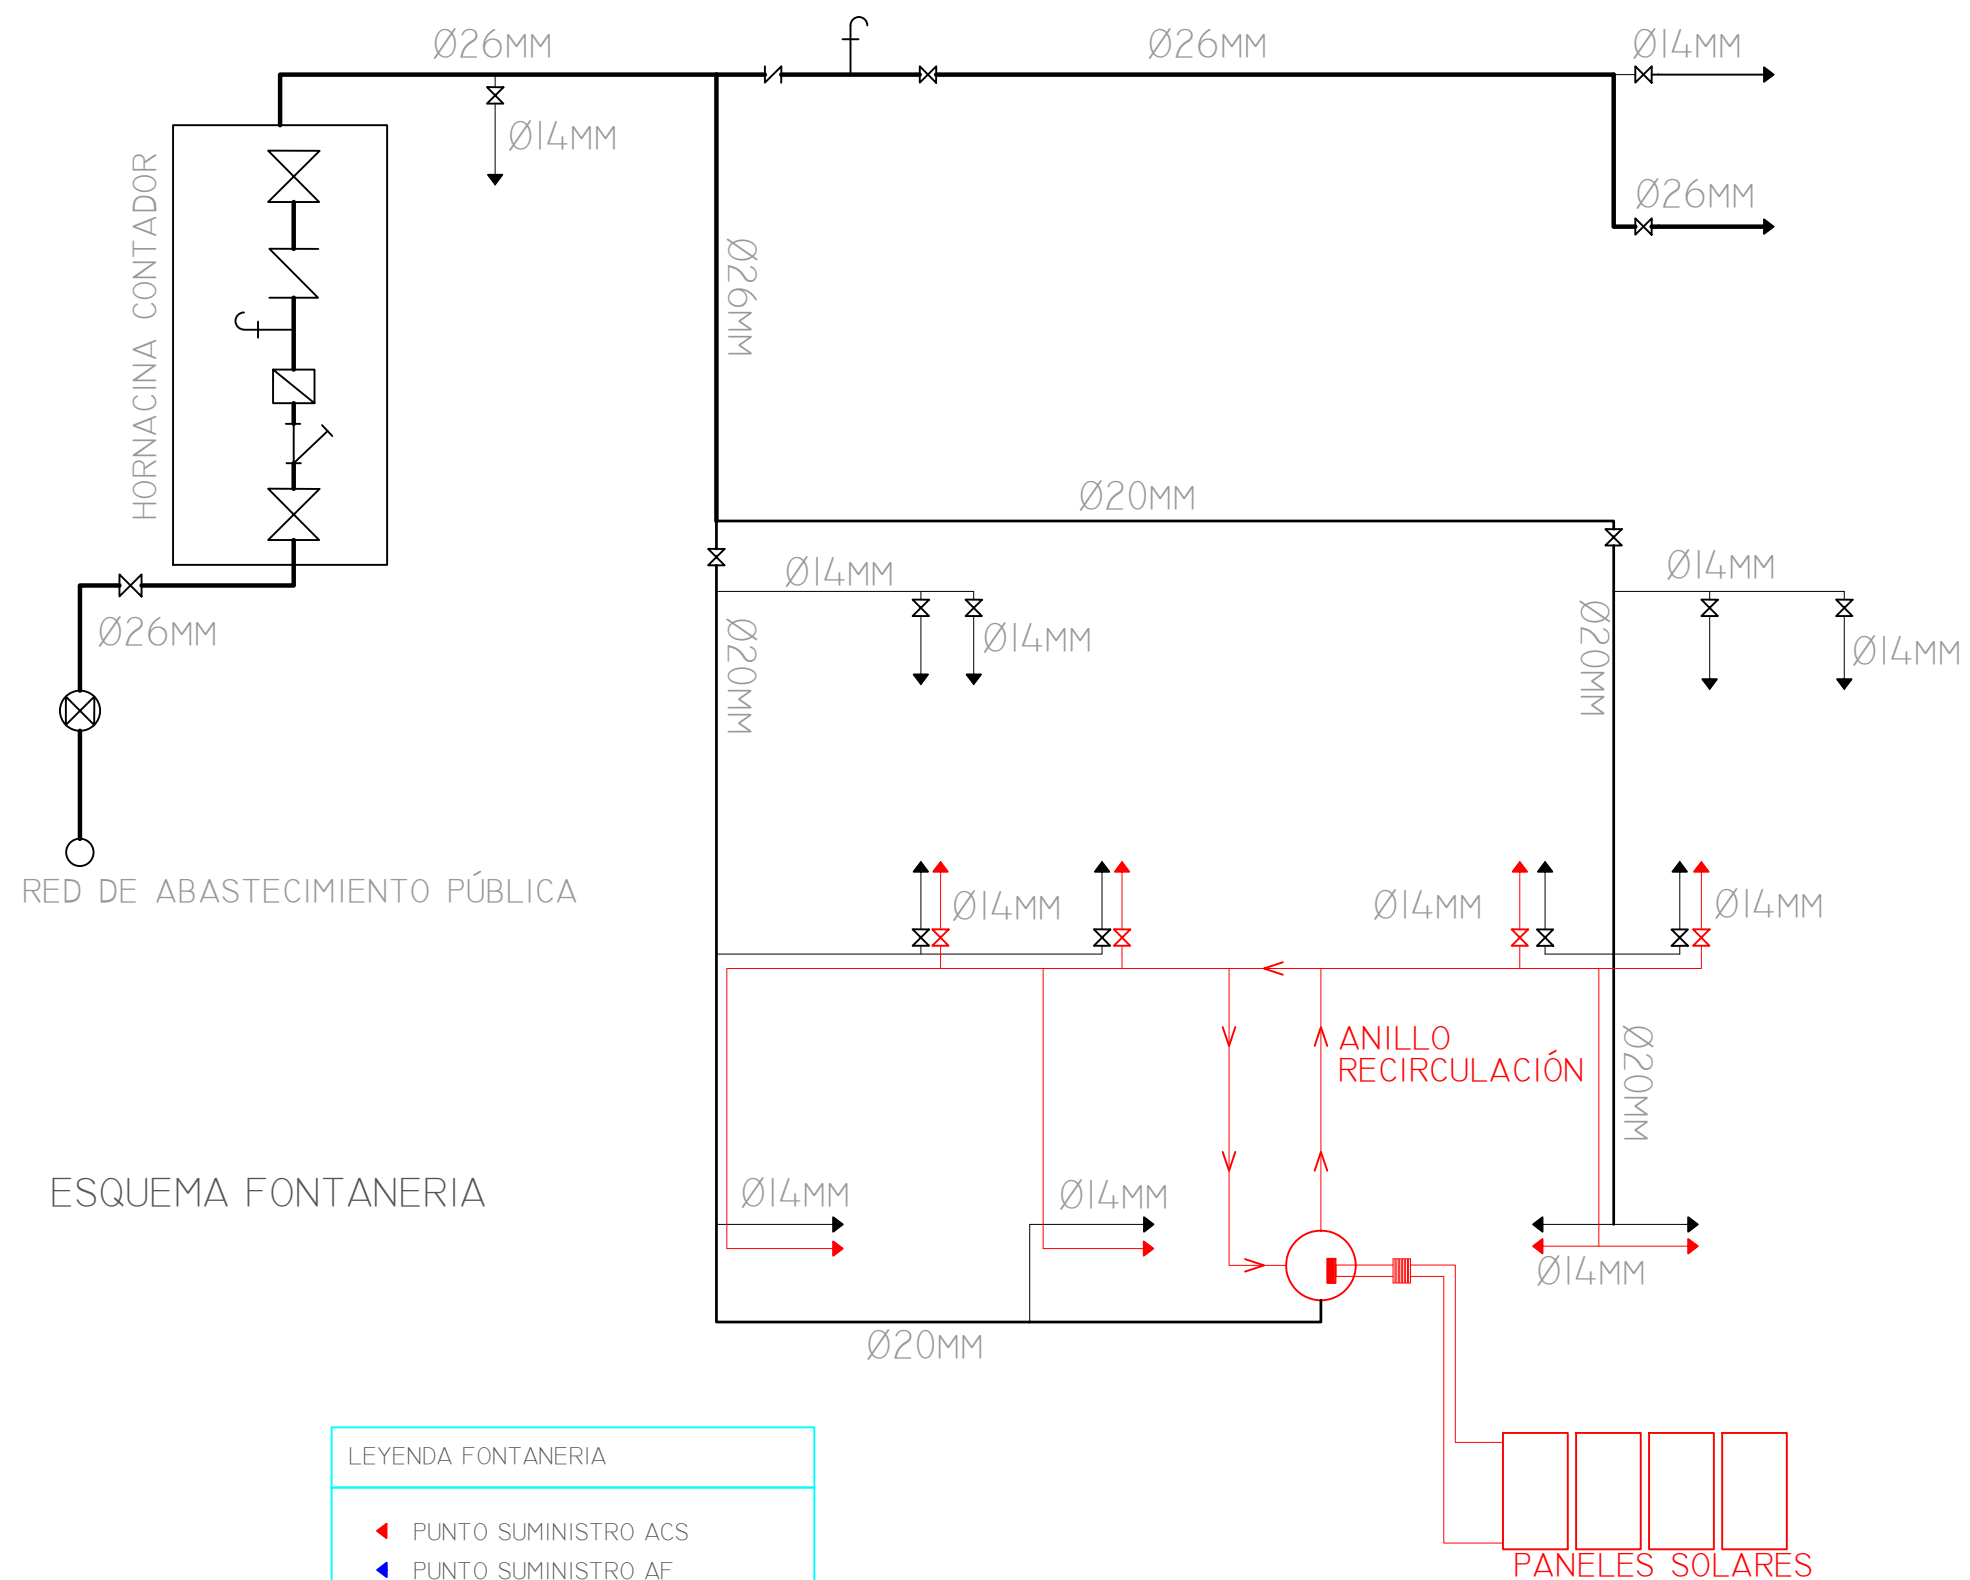 Ø26MM
Ø26MM
Ø14MM
Ø14MM
HORNACINA CONTADOR
Ø26MM
Ø26MM
Ø20MM
Ø14MM
Ø14MM
Ø26MM
Ø20MM
Ø14MM
Ø20MM
Ø14MM
RED DE ABASTECIMIENTO PÚBLICA
Ø14MM
Ø14MM
Ø14MM
ANILLO
RECIRCULACIÓN
Ø20MM
ESQUEMA FONTANERIA
Ø14MM
Ø14MM
Ø14MM
Ø20MM
LEYENDA FONTANERIA
PUNTO SUMINISTRO ACS
PUNTO SUMINISTRO AF
PANELES SOLARES